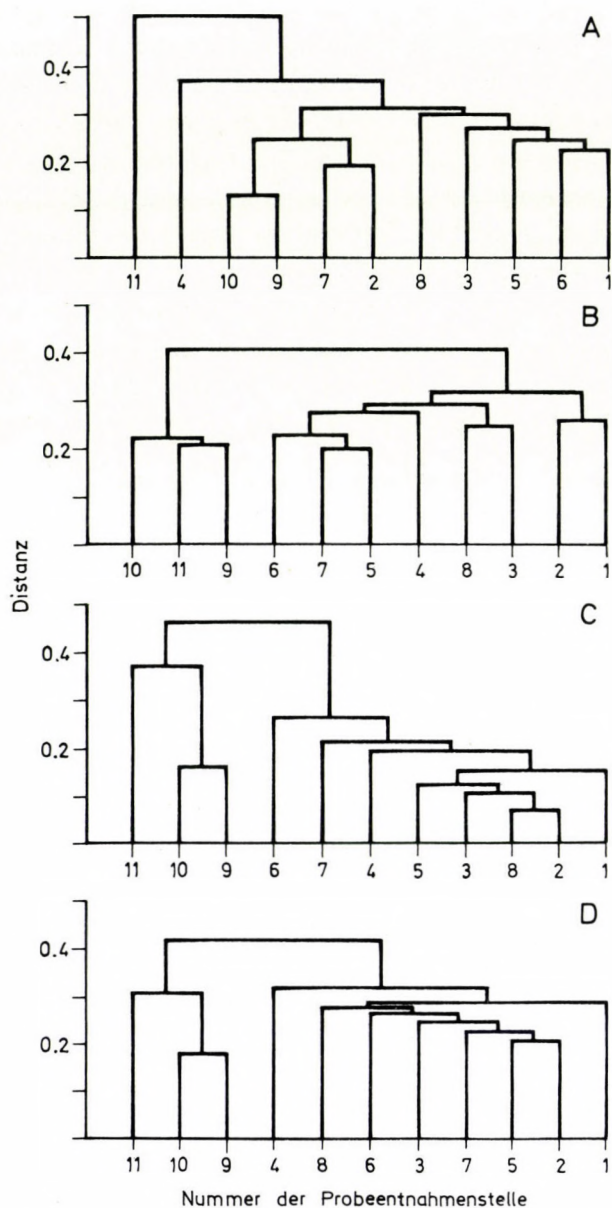 A
0.4
0.2
11 4 10 9 7 2 8 3 5 6 1
B
0.4
0.2
10 11 9 6 7 5 4 8 3 2 1
Distanz
C
0.4
0.2
11 10 9 6 7 4 5 3 8 2 1
D
0.4
0.2
11 10 9 4 8 6 3 7 5 2 1
Nummer der Probeentnahmenstelle